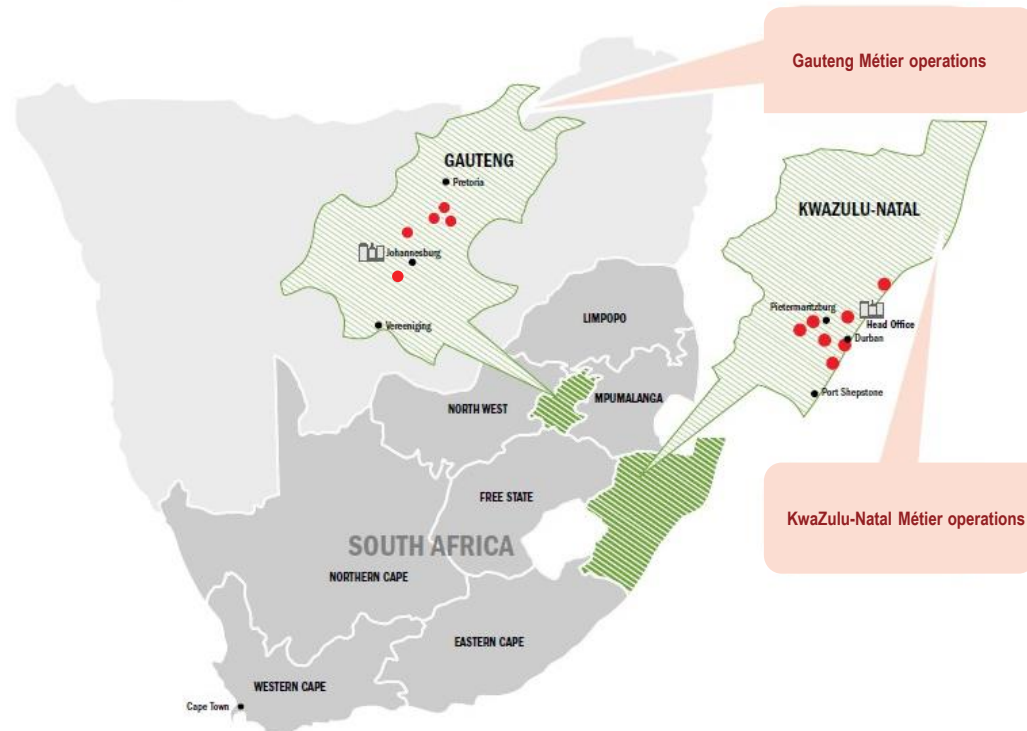 Gauteng Métier operations
GAUTENG
Pretoria
Johannesburg
Vereeniging
KWAZULU-NATAL
Pietermaritzburg
Head Office
Durban
Port Shepstone
LIMPOPO
NORTH WEST
MPUMALANGA
FREE STATE
SOUTH AFRICA
NORTHERN CAPE
EASTERN CAPE
WESTERN CAPE
Cape Town
KwaZulu-Natal Métier operations